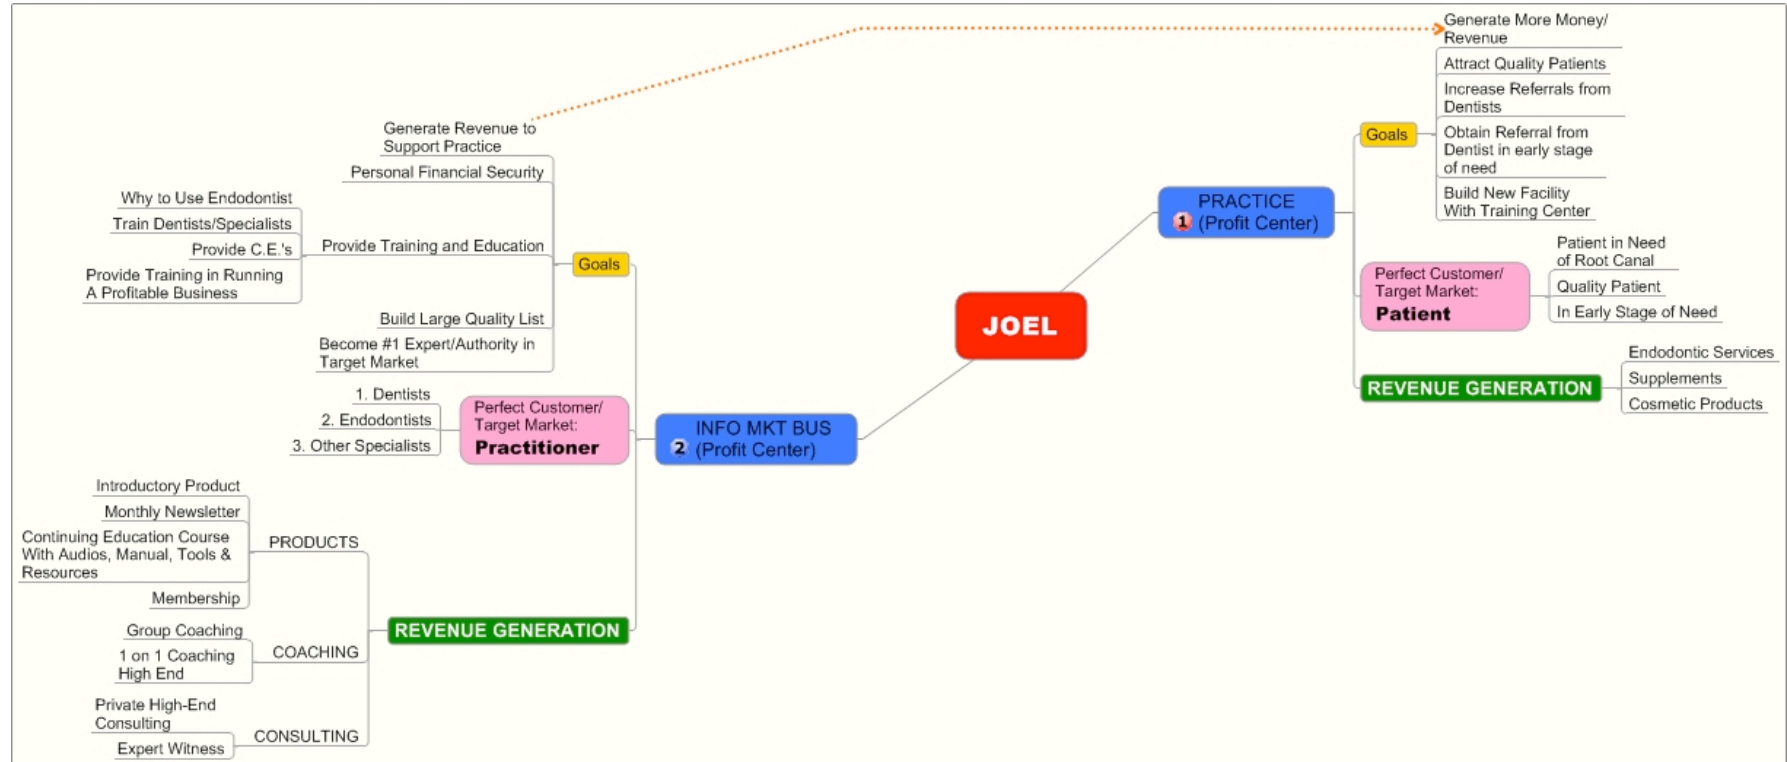 JOEL
1
PRACTICE
(Profit Center)
Goals
Generate More Money/
Revenue
Attract Quality Patients
Increase Referrals from
Dentists
Obtain Referral from
Dentist in early stage
of need
Build New Facility
With Training Center
Perfect Customer/
Target Market:
Patient
Patient in Need
of Root Canal
Quality Patient
In Early Stage of Need
REVENUE GENERATION
Endodontic Services
Supplements
Cosmetic Products
2
INFO MKT BUS
(Profit Center)
Goals
Generate Revenue to
Support Practice
Personal Financial Security
Provide Training and Education
Why to Use Endodontist
Train Dentists/Specialists
Provide C.E.'s
Provide Training in Running
A Profitable Business
Build Large Quality List
Become #1 Expert/Authority in
Target Market
Perfect Customer/
Target Market:
Practitioner
1. Dentists
2. Endodontists
3. Other Specialists
REVENUE GENERATION
PRODUCTS
Introductory Product
Monthly Newsletter
Continuing Education Course
With Audios, Manual, Tools &
Resources
Membership
COACHING
Group Coaching
1 on 1 Coaching
High End
CONSULTING
Private High-End
Consulting
Expert Witness